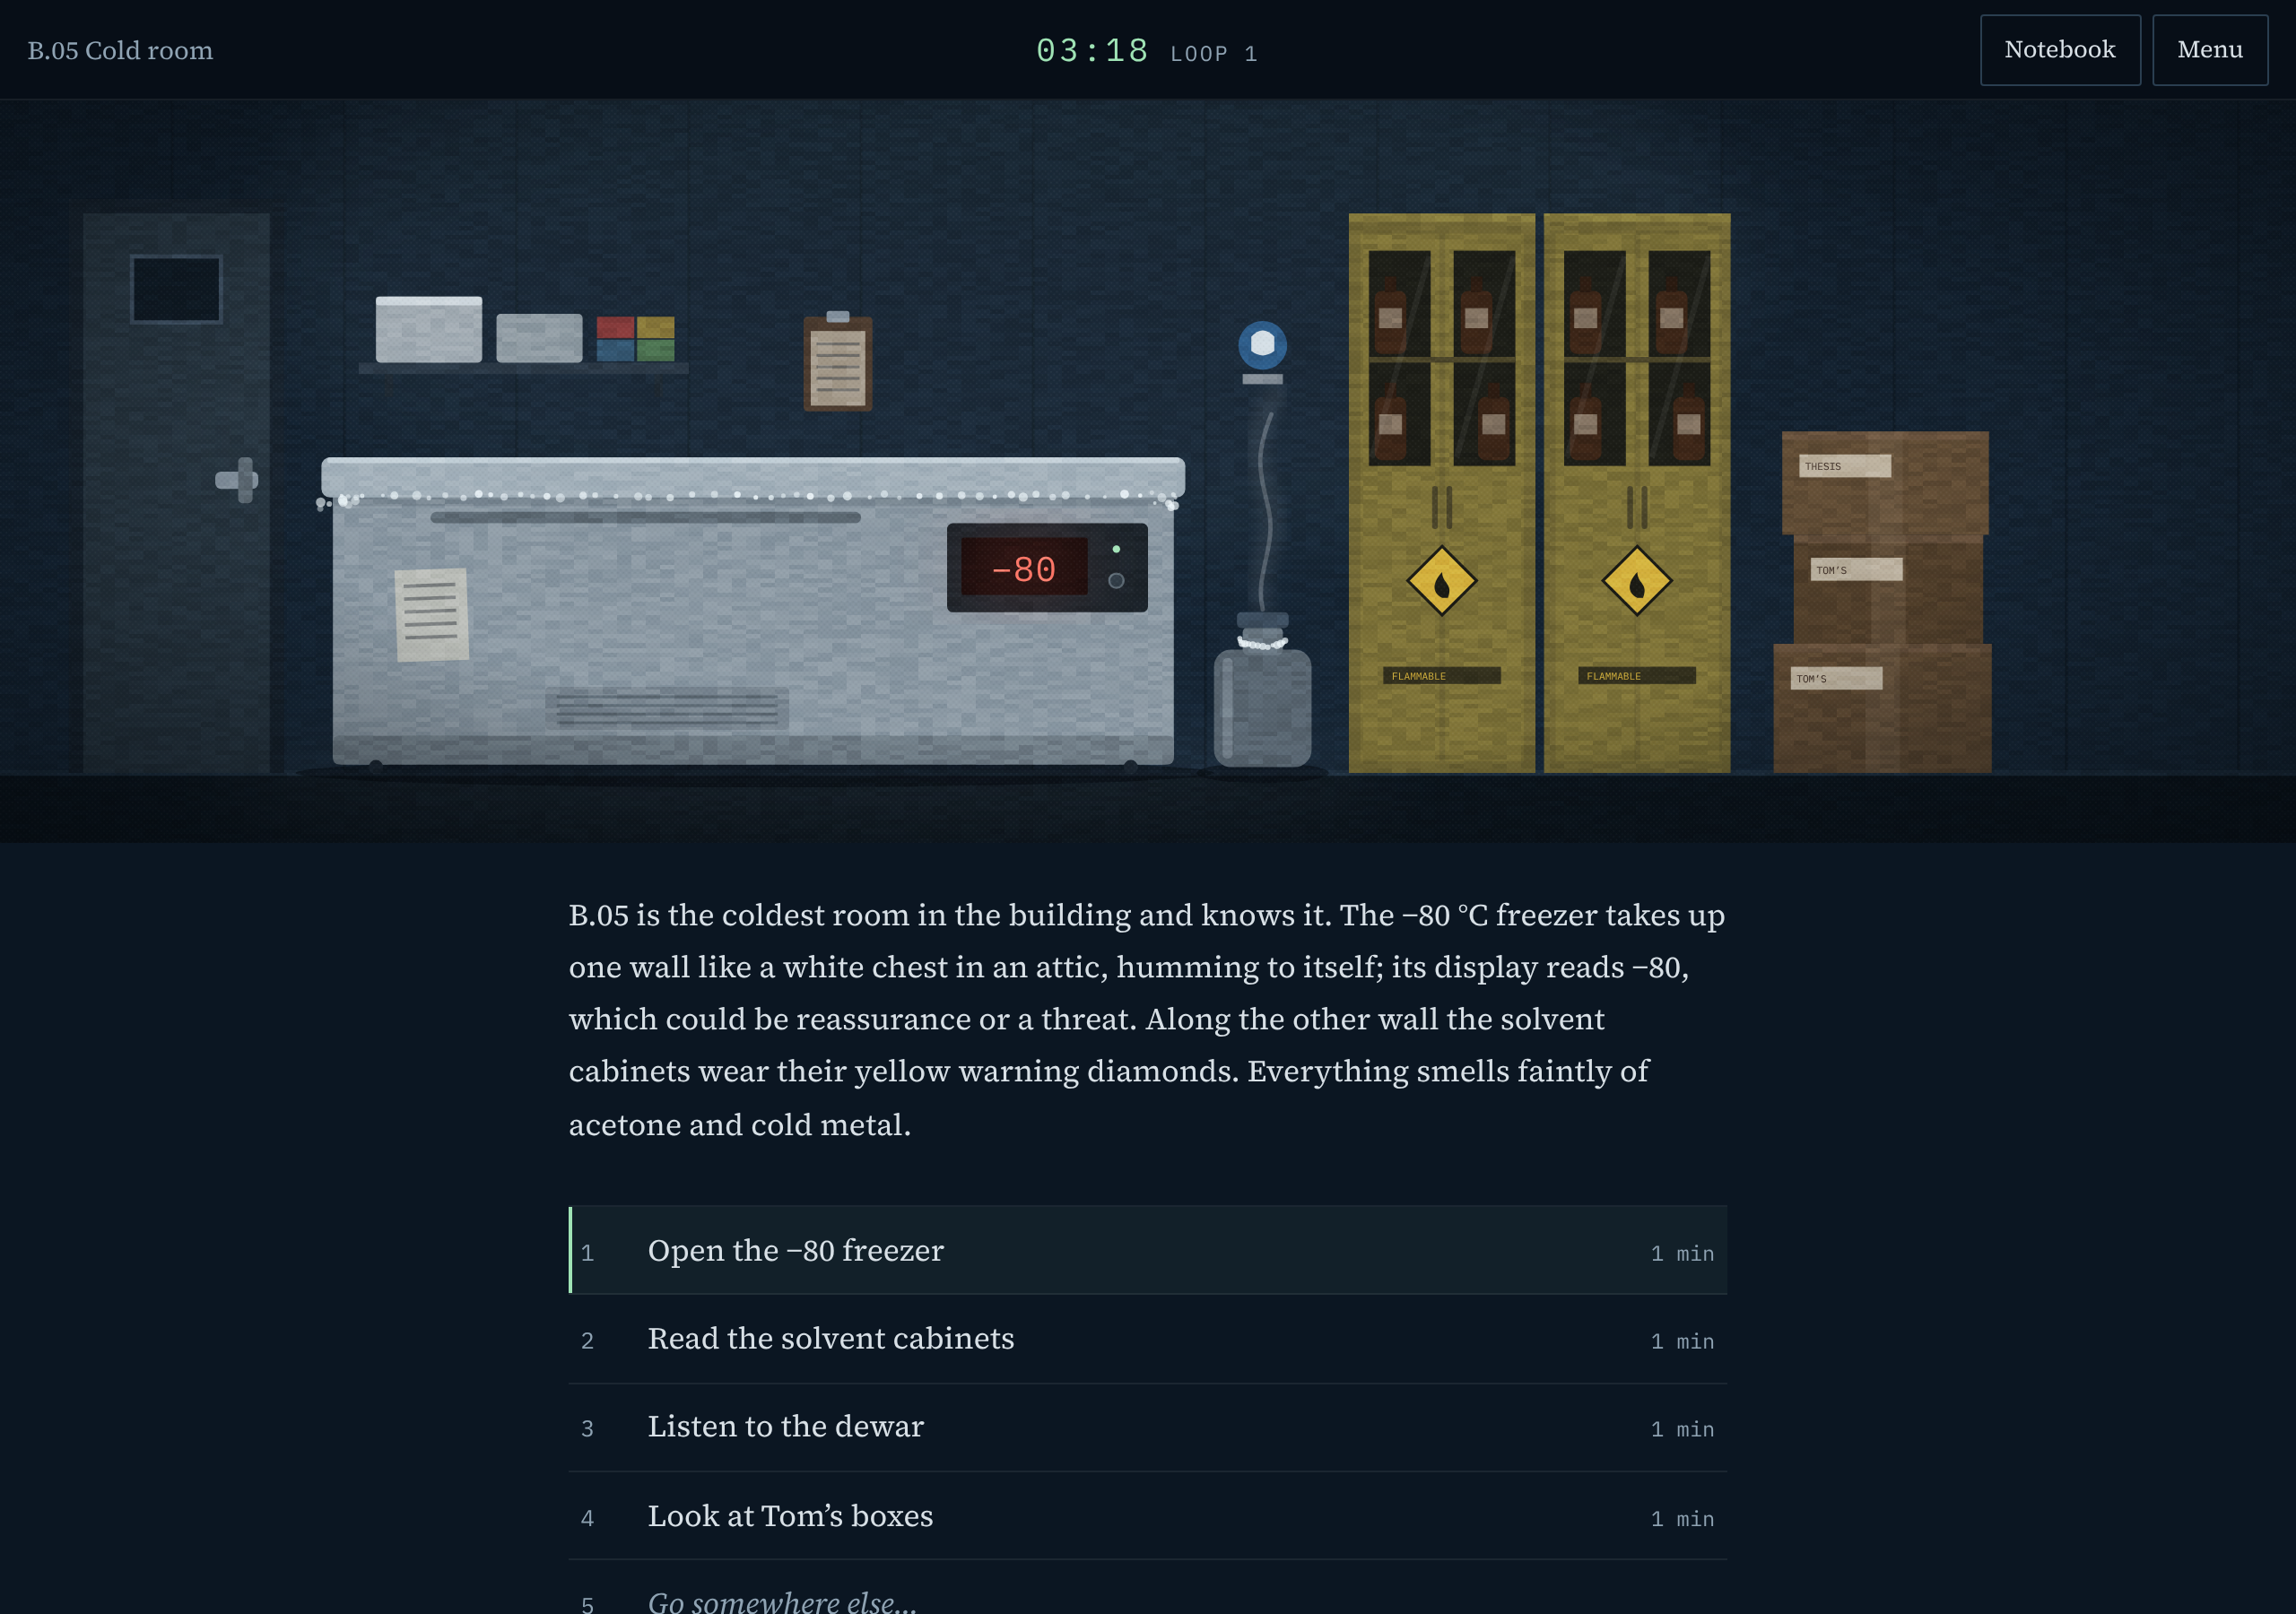 B.05 Cold room
03:18 LOOP 1
Notebook
Menu
−80
THESIS
TOM'S
TOM'S
FLAMMABLE
FLAMMABLE
B.05 is the coldest room in the building and knows it. The −80 °C freezer takes up
one wall like a white chest in an attic, humming to itself; its display reads −80,
which could be reassurance or a threat. Along the other wall the solvent
cabinets wear their yellow warning diamonds. Everything smells faintly of
acetone and cold metal.
1 Open the −80 freezer 1 min
2 Read the solvent cabinets 1 min
3 Listen to the dewar 1 min
4 Look at Tom’s boxes 1 min
5 Go somewhere else…